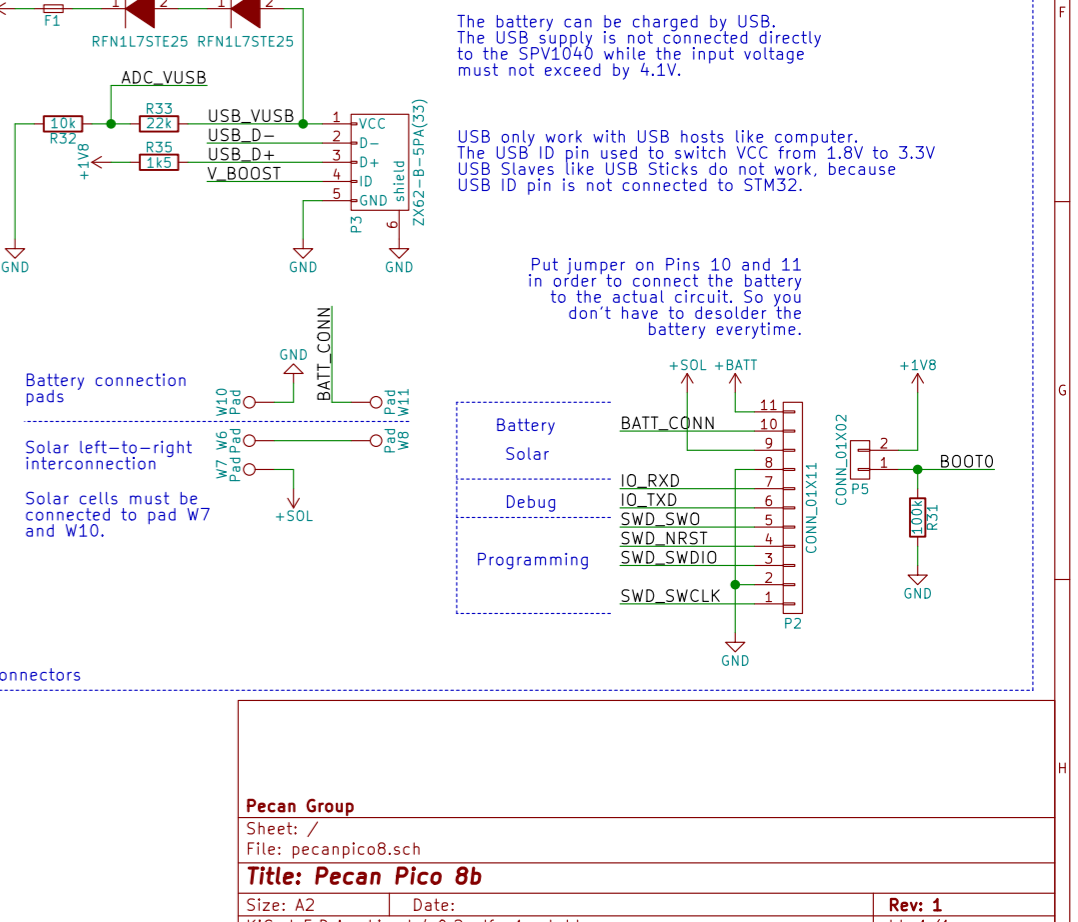 F
1
2
1
2
F1
RFN1L7STE25
RFN1L7STE25
The battery can be charged by USB.
The USB supply is not connected directly
to the SPV1040 while the input voltage
must not exceed by 4.1V.
ADC_VUSB
10k
R32
R33
22k
R35
1k5
+1V8
USB_VUSB
USB_D-
USB_D+
V_BOOST
1
2
3
4
5
6
VCC
D-
D+
ID
GND
shield
P3
ZX62-B-5PA(33)
GND
GND
GND
USB only work with USB hosts like computer.
The USB ID pin used to switch VCC from 1.8V to 3.3V
USB Slaves like USB Sticks do not work, because
USB ID pin is not connected to STM32.
Put jumper on Pins 10 and 11
in order to connect the battery
to the actual circuit. So you
don't have to desolder the
battery everytime.
Battery connection
pads
GND
BATT_CONN
W10
Pad
Pad
W11
Solar left-to-right
interconnection
W6
Pad
Pad
W8
W7
Pad
+SOL
Solar cells must be
connected to pad W7
and W10.
G
+SOL
+BATT
+1V8
Battery
Solar
Debug
Programming
BATT_CONN
IO_RXD
IO_TXD
SWD_SWO
SWD_NRST
SWD_SWDIO
SWD_SWCLK
11
10
9
8
7
6
5
4
3
2
1
CONN_01X11
P2
GND
CONN_01X02
P5
2
1
BOOT0
100k
R31
GND
onnectors
H
Pecan Group
Sheet: /
File: pecanpico8.sch
Title: Pecan Pico 8b
Size: A2
Date:
Rev: 1